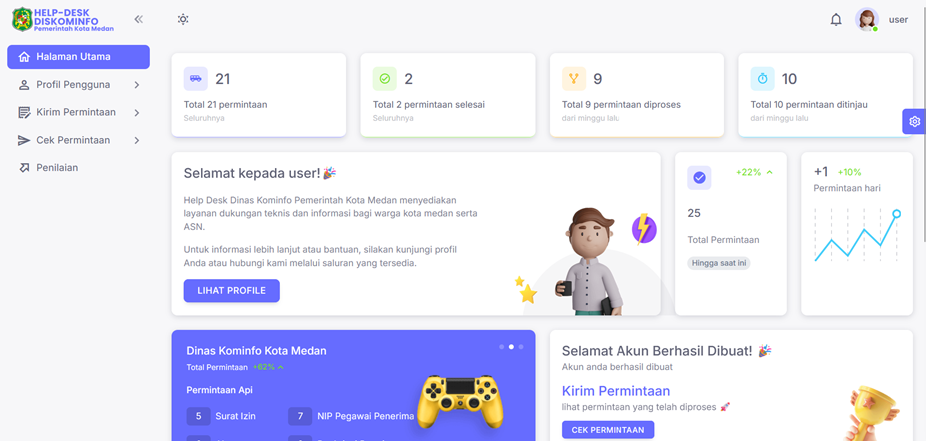 HELP-DESK
DISKOMINFO
Pemerintah Kota Medan
user
Halaman Utama
Profil Pengguna
Kirim Permintaan
Cek Permintaan
Penilaian
21
Total 21 permintaan
Seluruhnya
2
Total 2 permintaan selesai
Seluruhnya
9
Total 9 permintaan diproses
dari minggu lalu
10
Total 10 permintaan ditinjau
dari minggu lalu
Selamat kepada user!🎉
Help Desk Dinas Kominfo Pemerintah Kota Medan menyediakan
layanan dukungan teknis dan informasi bagi warga kota medan serta
ASN.
Untuk informasi lebih lanjut atau bantuan, silakan kunjungi profil
Anda atau hubungi kami melalui saluran yang tersedia.
LIHAT PROFILE
+22%
25
Total Permintaan
Hingga saat ini
+1 +10%
Permintaan hari
Dinas Kominfo Kota Medan
Total Permintaan +62%
Permintaan Api
5 Surat Izin
7 NIP Pegawai Penerima
Selamat Akun Berhasil Dibuat! 🎉
Akun anda berhasil dibuat
Kirim Permintaan
lihat permintaan yang telah diproses 🚀
CEK PERMINTAAN